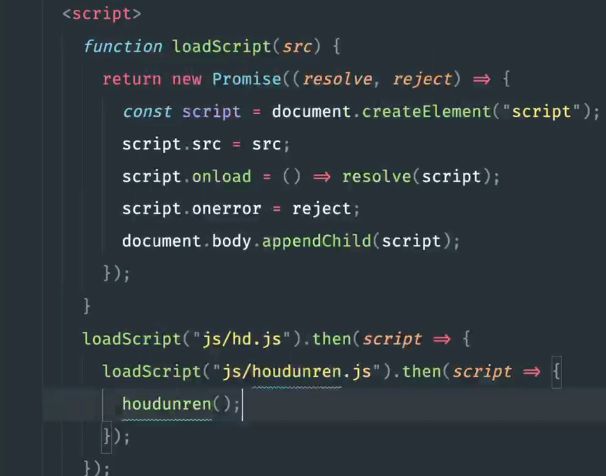 <script>
function loadScript(src) {
return new Promise((resolve, reject) => {
const script = document.createElement("script");
script.src = src;
script.onload = () => resolve(script);
script.onerror = reject;
document.body.appendChild(script);
});
}
loadScript("js/hd.js").then(script => {
loadScript("js/houdunren.js").then(script => {
houdunren();
});
});